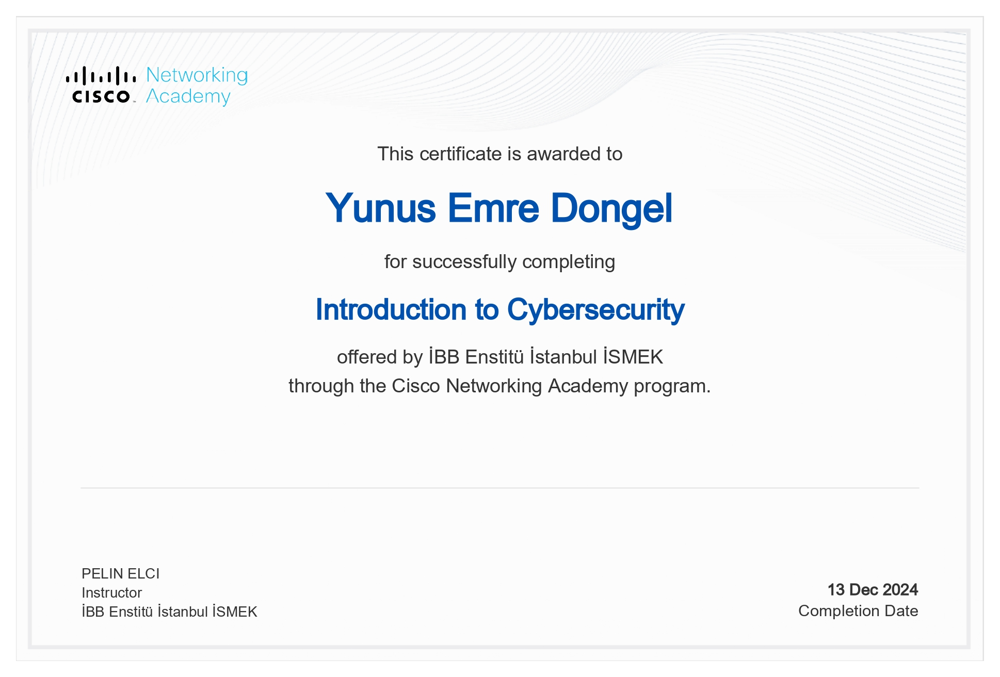 Networking
CISCO™ Academy
This certificate is awarded to
Yunus Emre Dongel
for successfully completing
Introduction to Cybersecurity
offered by İBB Enstitü İstanbul İSMEK
through the Cisco Networking Academy program.
PELIN ELCI
Instructor
İBB Enstitü İstanbul İSMEK
13 Dec 2024
Completion Date